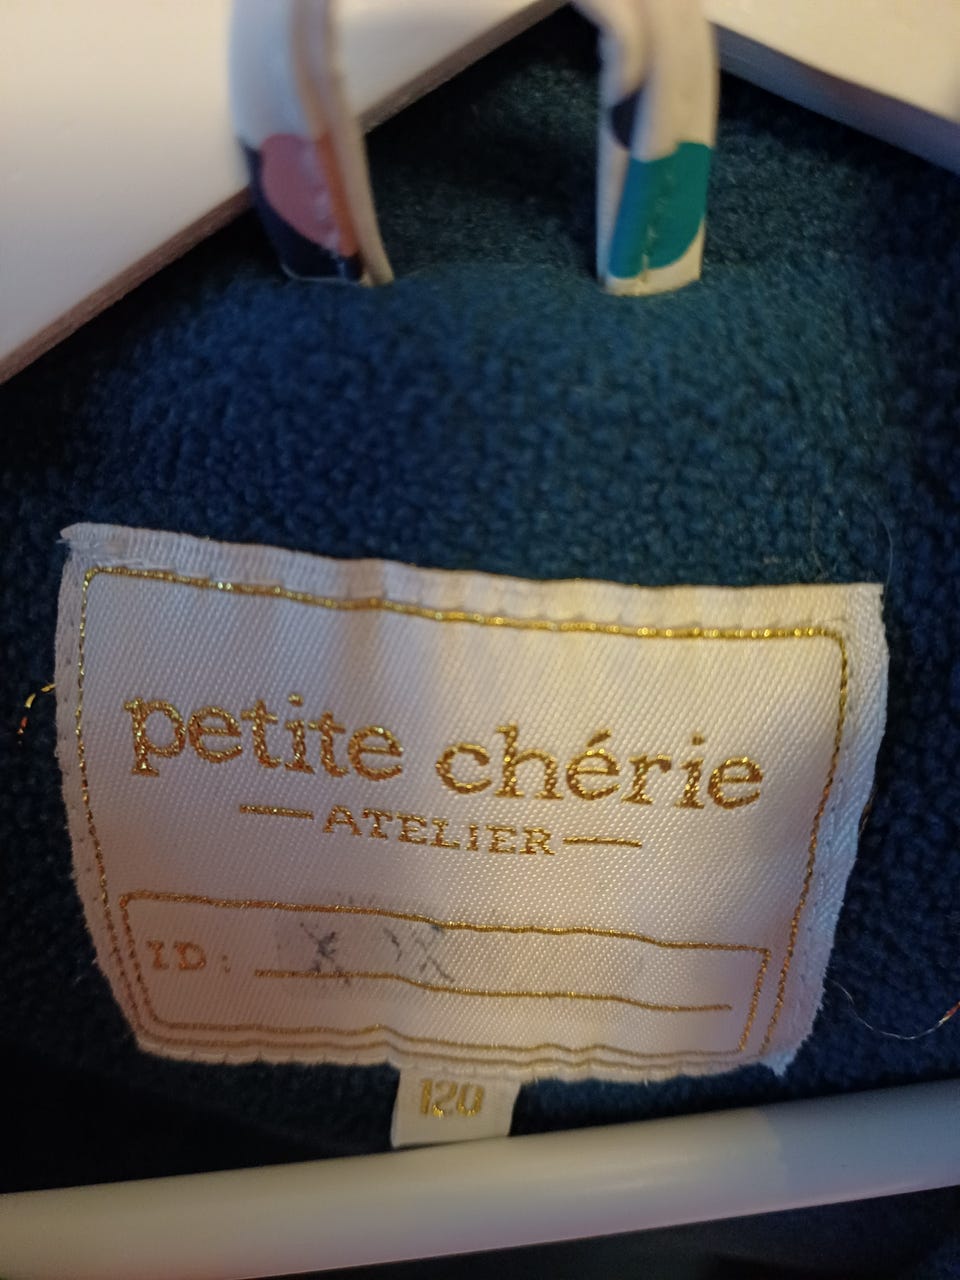 petite chérie
ATELIER
ID:
120